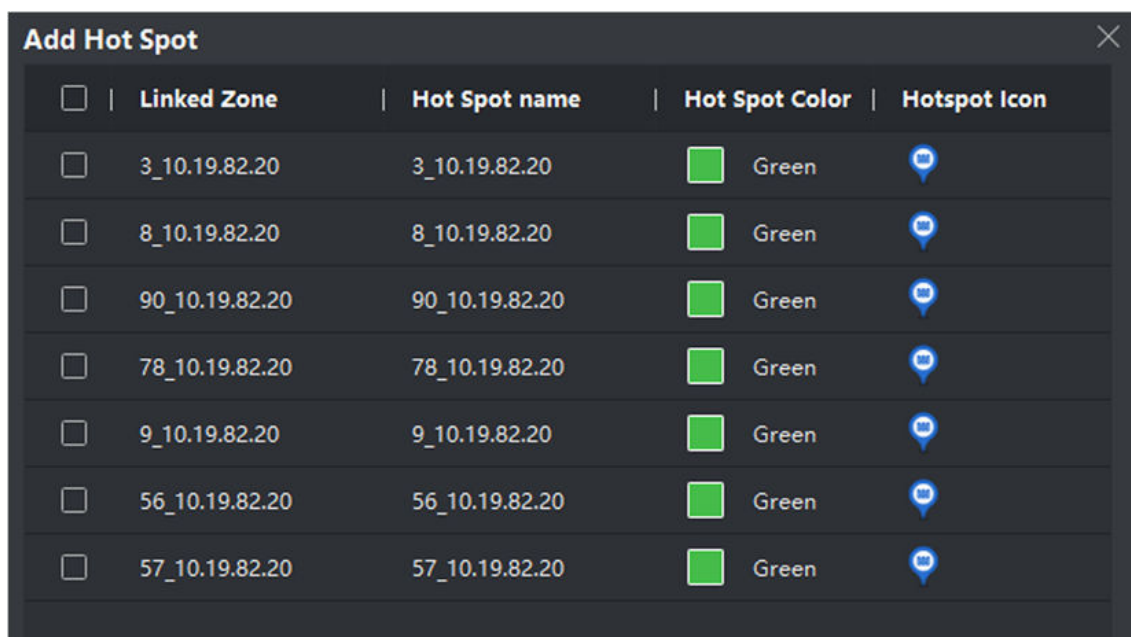 Add Hot Spot
Linked Zone | Hot Spot name | Hot Spot Color | Hotspot Icon
3_10.19.82.20 3_10.19.82.20 Green
8_10.19.82.20 8_10.19.82.20 Green
90_10.19.82.20 90_10.19.82.20 Green
78_10.19.82.20 78_10.19.82.20 Green
9_10.19.82.20 9_10.19.82.20 Green
56_10.19.82.20 56_10.19.82.20 Green
57_10.19.82.20 57_10.19.82.20 Green